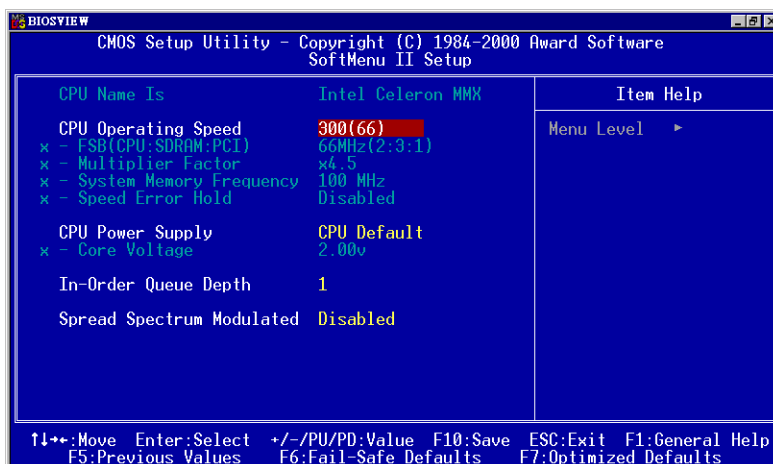 BIOSVIEW
CMOS Setup Utility – Copyright (C) 1984-2000 Award Software
SoftMenu II Setup
CPU Name Is Intel Celeron MMX
Item Help
CPU Operating Speed 300(66)
Menu Level ►
x - FSB(CPU:SDRAM:PCI) 66MHz(2:3:1)
x - Multiplier Factor x4.5
x - System Memory Frequency 100 MHz
x - Speed Error Hold Disabled
CPU Power Supply CPU Default
x - Core Voltage 2.00v
In-Order Queue Depth 1
Spread Spectrum Modulated Disabled
↑↓→←:Move Enter:Select +/-/PU/PD:Value F10:Save ESC:Exit F1:General Help
F5:Previous Values F6:Fail-Safe Defaults F7:Optimized Defaults